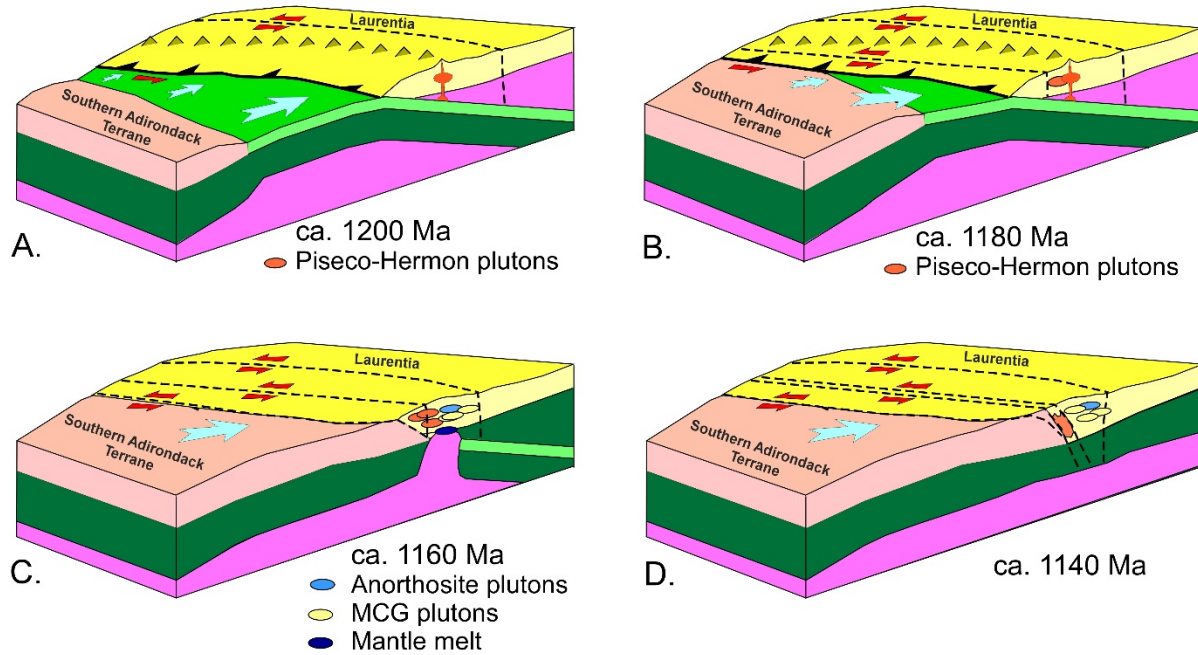 Laurentia
Southern Adirondack
Terrane
A.
ca. 1200 Ma
Piseco-Hermon plutons
Laurentia
Southern Adirondack
Terrane
B.
ca. 1180 Ma
Piseco-Hermon plutons
Laurentia
Southern Adirondack
Terrane
C.
ca. 1160 Ma
Anorthosite plutons
MCG plutons
Mantle melt
Laurentia
Southern Adirondack
Terrane
D.
ca. 1140 Ma